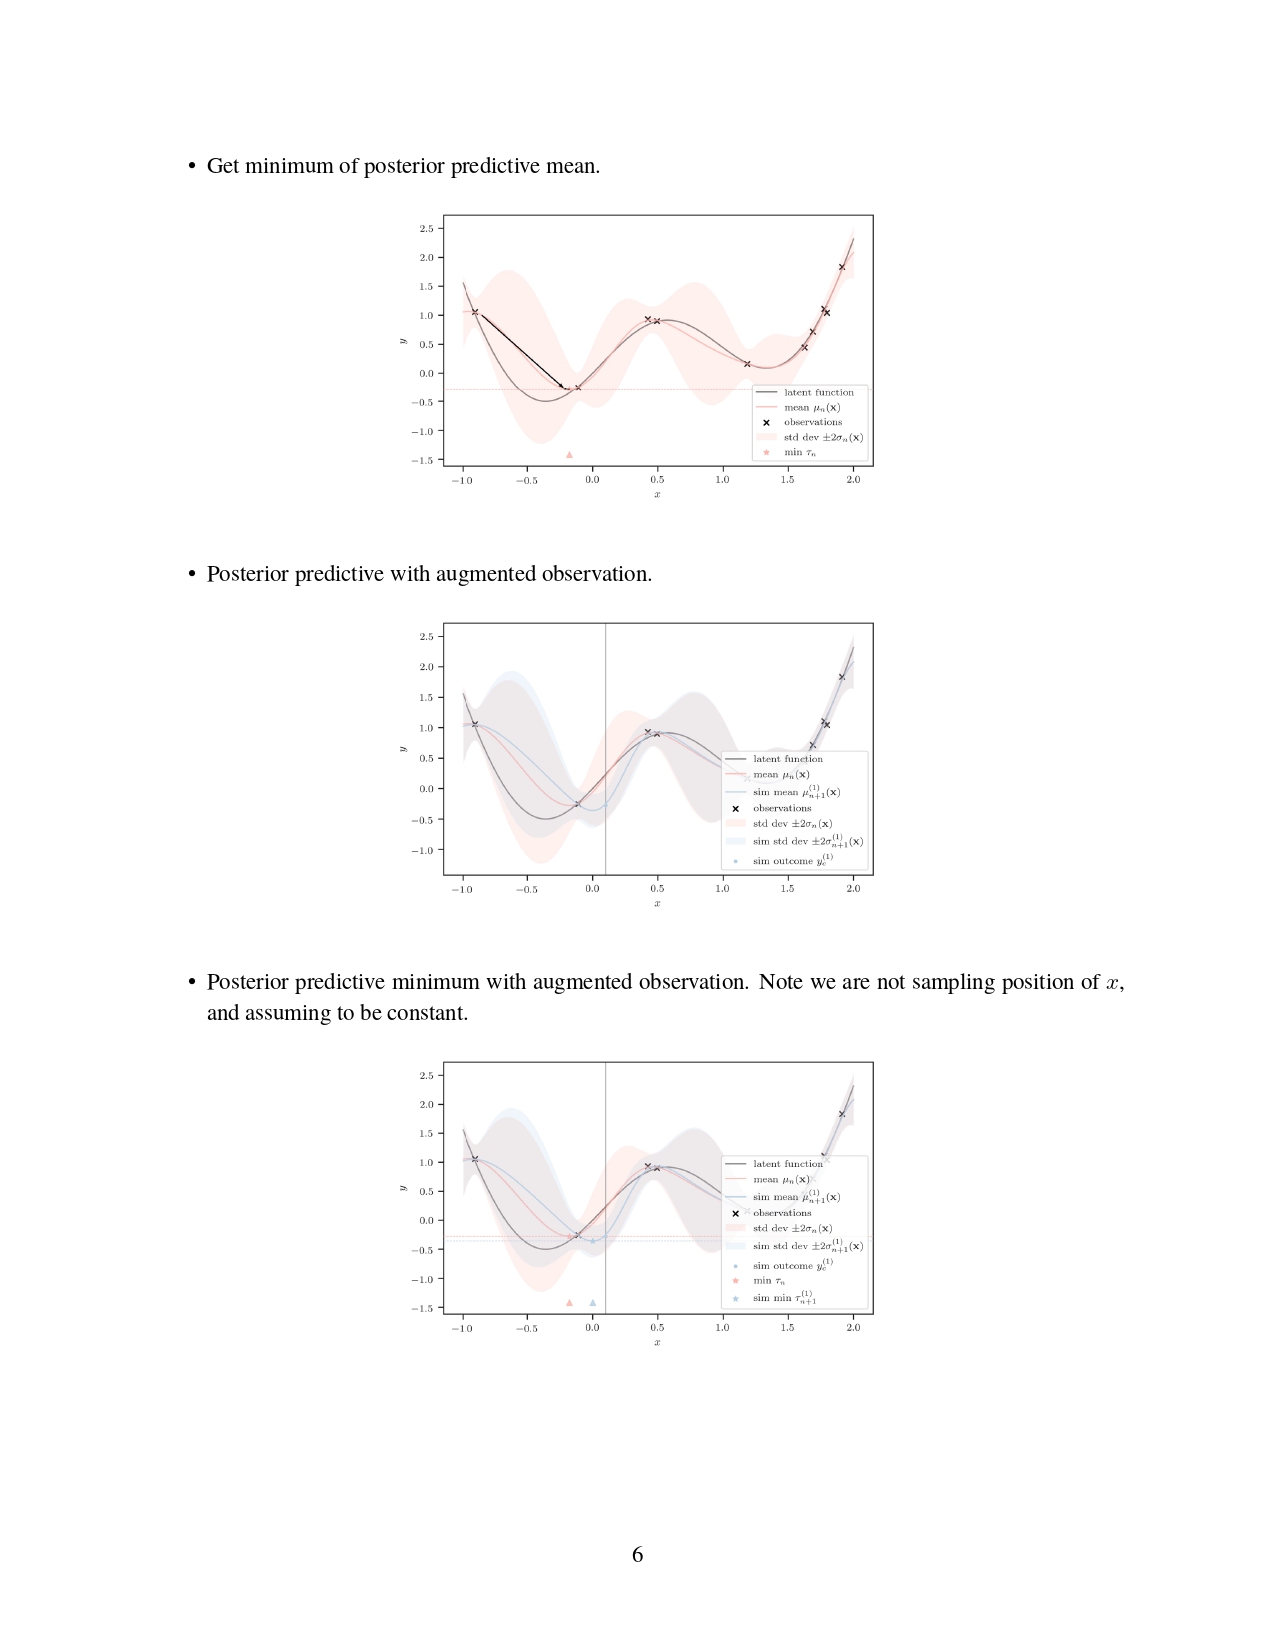 • Get minimum of posterior predictive mean.
2.5
2.0
1.5
1.0
0.5
0.0
−0.5
−1.0
−1.5
y
latent function
mean μn(x)
observations
std dev ±2σn(x)
min τn
−1.0 −0.5 0.0 0.5 1.0 1.5 2.0
x
• Posterior predictive with augmented observation.
2.5
2.0
1.5
1.0
0.5
0.0
−0.5
−1.0
y
latent function
mean μn(x)
sim mean μ(1)n+1(x)
observations
std dev ±2σn(x)
sim std dev ±2σ(1)n+1(x)
sim outcome y(1)c
−1.0 −0.5 0.0 0.5 1.0 1.5 2.0
x
• Posterior predictive minimum with augmented observation. Note we are not sampling position of x,
and assuming to be constant.
2.5
2.0
1.5
1.0
0.5
0.0
−0.5
−1.0
−1.5
y
latent function
mean μn(x)
sim mean μ(1)n+1(x)
observations
std dev ±2σn(x)
sim std dev ±2σ(1)n+1(x)
sim outcome y(1)c
min τn
sim min τ(1)n+1
−1.0 −0.5 0.0 0.5 1.0 1.5 2.0
x
6